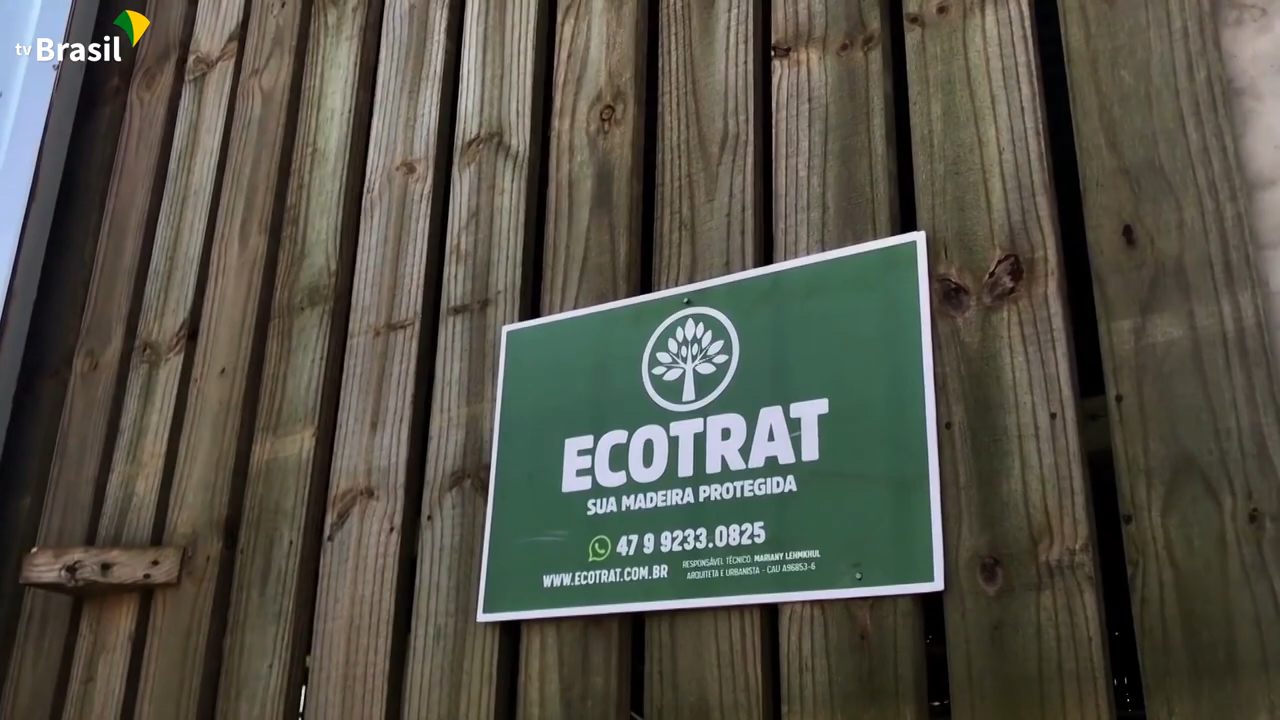 tv Brasil
ECOTRAT
SUA MADEIRA PROTEGIDA
47 9 9233.0825
WWW.ECOTRAT.COM.BR
RESPONSÁVEL TÉCNICO: MARIANY LEHMKHUL
ARQUITETA E URBANISTA - CAU A96853-6